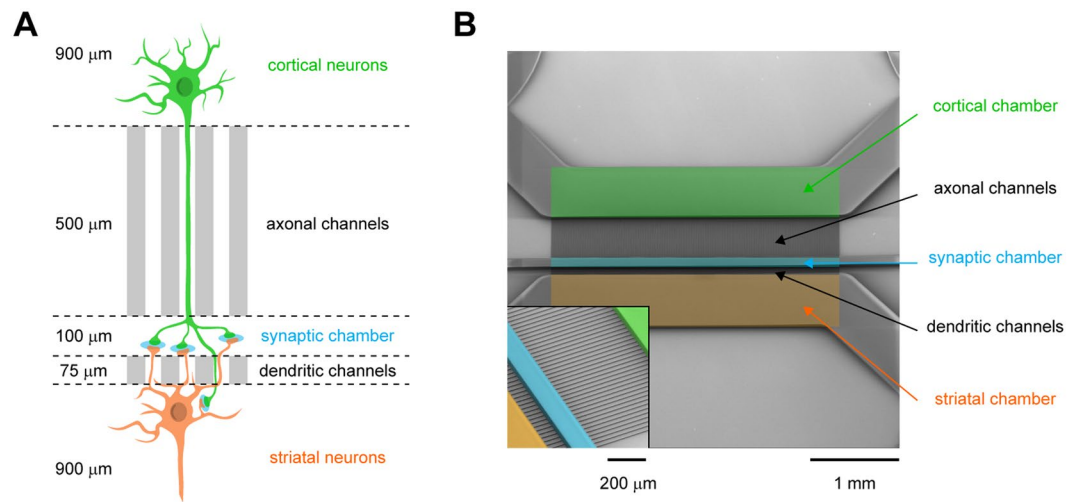 A
B
900 μm
cortical neurons
cortical chamber
500 μm
axonal channels
axonal channels
100 μm
synaptic chamber
synaptic chamber
75 μm
dendritic channels
dendritic channels
striatal chamber
900 μm
striatal neurons
200 μm
1 mm